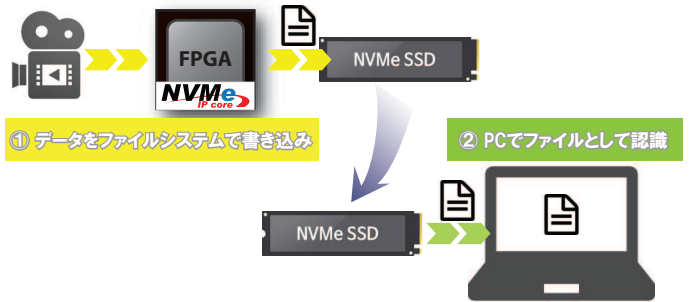 FPGA
NVMe
IP core
NVMe SSD
① データをファイルシステムで書き込み
② PCでファイルとして認識
NVMe SSD